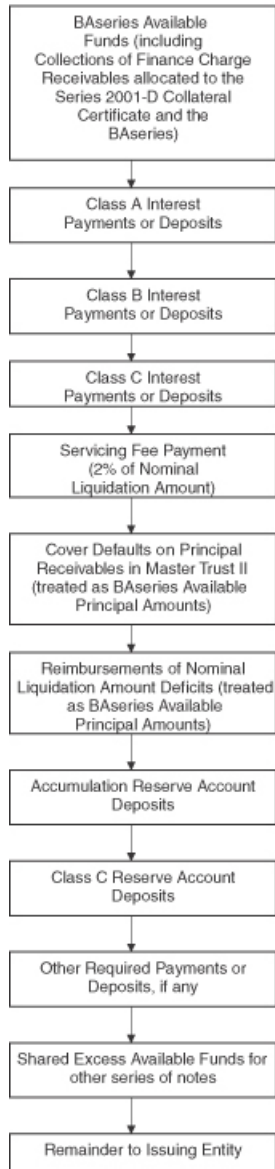 BAseries Available
Funds (including
Collections of Finance Charge
Receivables allocated to the
Series 2001-D Collateral
Certificate and the
BAseries)
Class A Interest
Payments or Deposits
Class B Interest
Payments or Deposits
Class C Interest
Payments or Deposits
Servicing Fee Payment
(2% of Nominal
Liquidation Amount)
Cover Defaults on Principal
Receivables in Master Trust II
(treated as BAseries Available
Principal Amounts)
Reimbursements of Nominal
Liquidation Amount Deficits (treated
as BAseries Available
Principal Amounts)
Accumulation Reserve Account
Deposits
Class C Reserve Account
Deposits
Other Required Payments or
Deposits, if any
Shared Excess Available Funds for
other series of notes
Remainder to Issuing Entity